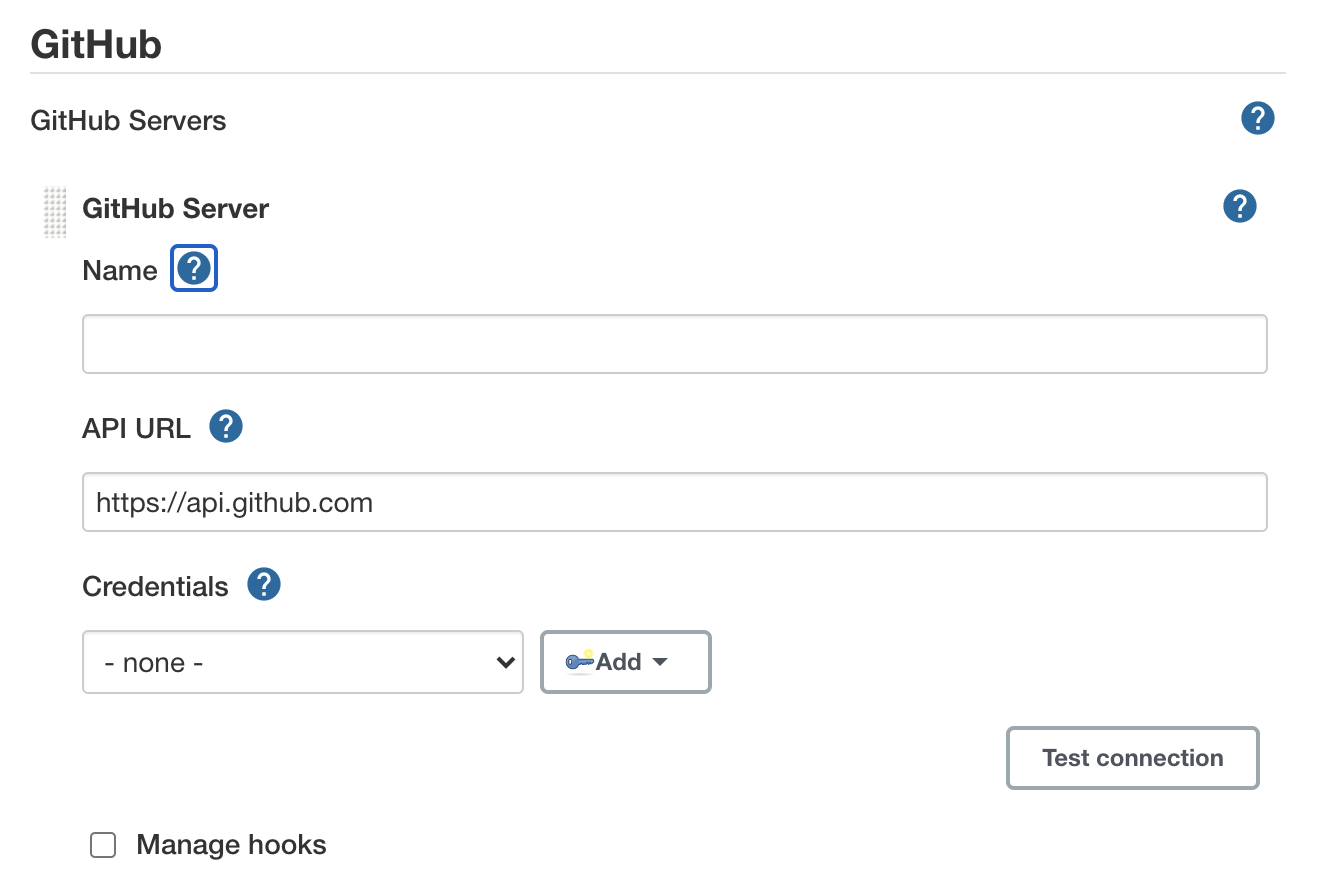 GitHub
GitHub Servers
?
GitHub Server
?
Name ?
API URL ?
https://api.github.com
Credentials ?
- none -
Add
Test connection
Manage hooks